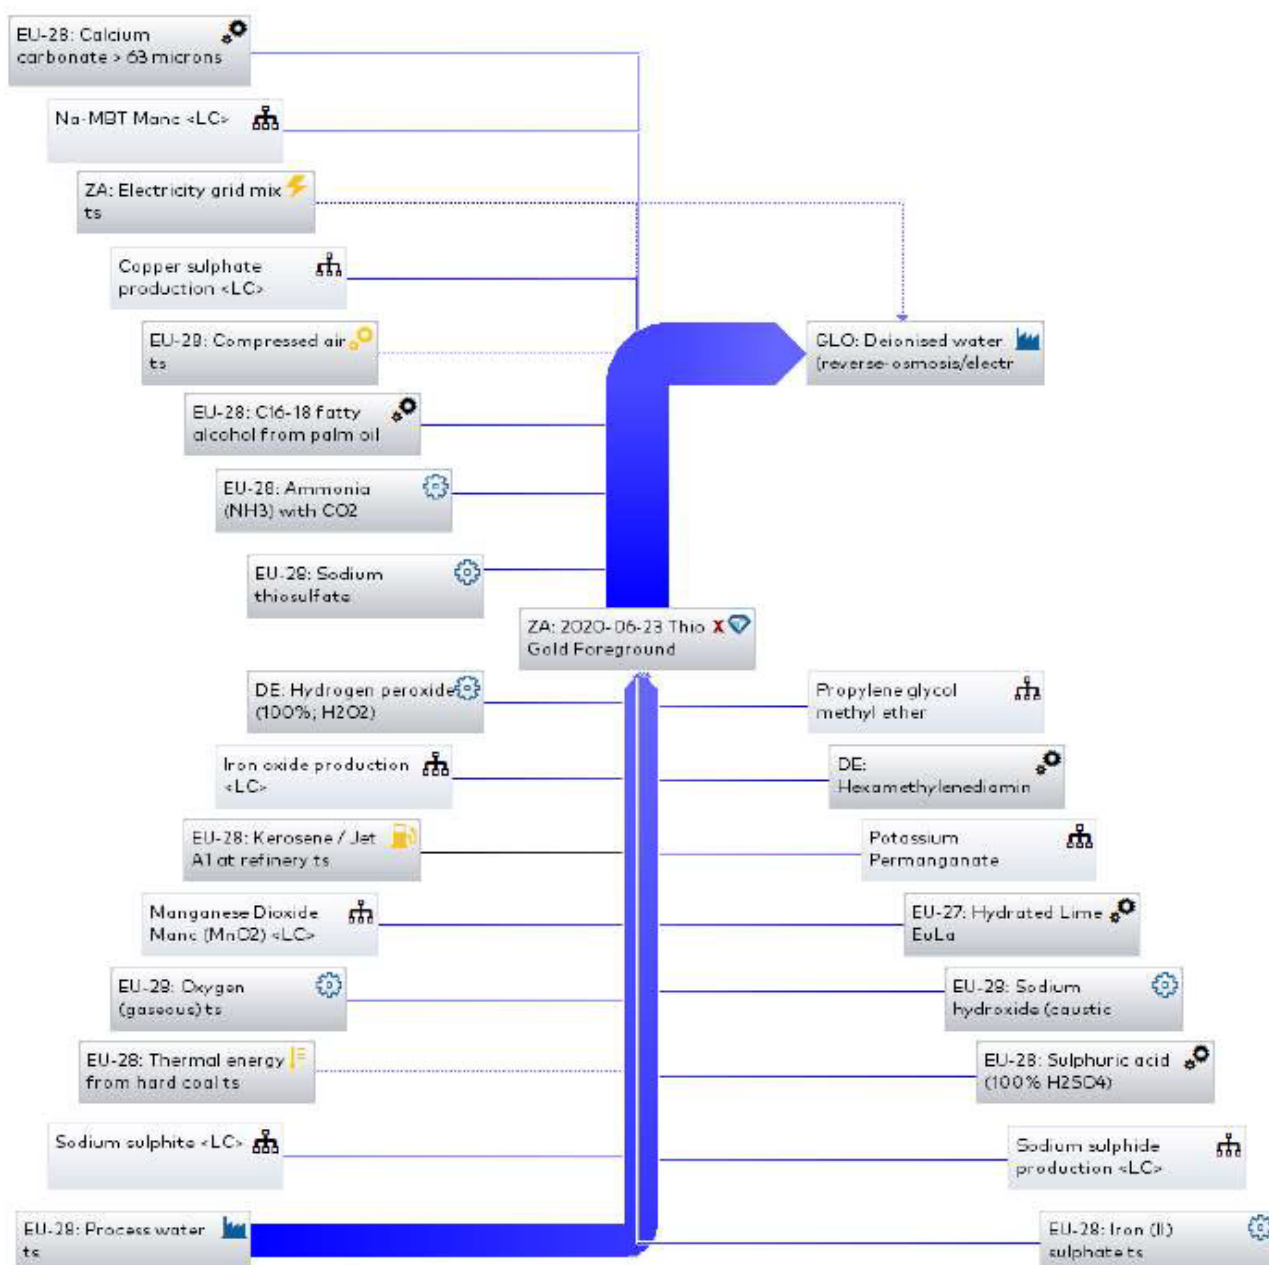 EU-28: Calcium
carbonate > 63 microns
Na-MBT Manc <LC>
ZA: Electricity grid mix
ts
Copper sulphate
production <LC>
EU-28: Compressed air
ts
GLO: Deionised water
(reverse-osmosis/electr
EU-28: C16-18 fatty
alcohol from palm oil
EU-28: Ammonia
(NH3) with CO2
EU-28: Sodium
thiosulfate
ZA: 2020-06-23 Thio X
Gold Foreground
DE: Hydrogen peroxide
(100%; H2O2)
Propylene glycol
methyl ether
Iron oxide production
<LC>
DE:
Hexamethylenediamin
EU-28: Kerosene / Jet
A1 at refinery ts
Potassium
Permanganate
Manganese Dioxide
Manc (MnO2) <LC>
EU-27: Hydrated Lime
EuLa
EU-28: Oxygen
(gaseous) ts
EU-28: Sodium
hydroxide (caustic
EU-28: Thermal energy
from hard coal ts
EU-28: Sulphuric acid
(100% H2SO4)
Sodium sulphite <LC>
Sodium sulphide
production <LC>
EU-28: Process water
ts
EU-28: Iron (II)
sulphate ts